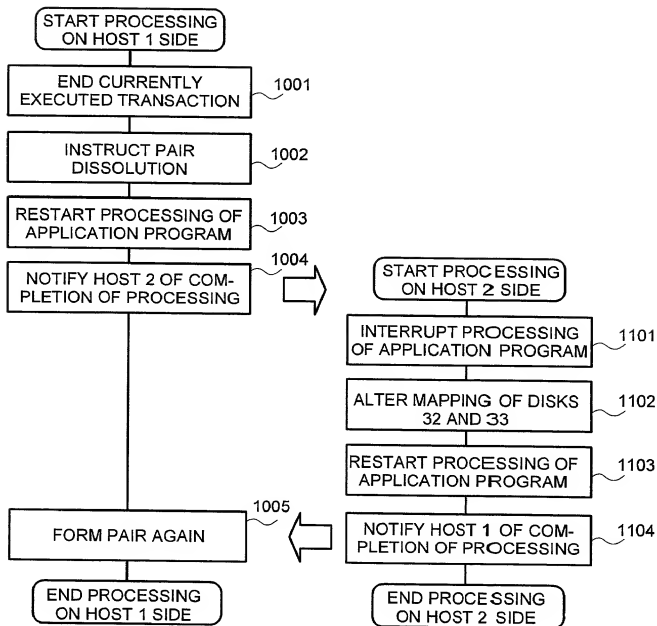 START PROCESSING
ON HOST 1 SIDE
END CURRENTLY
EXECUTED TRANSACTION
1001
INSTRUCT PAIR
DISSOLUTION
1002
RESTART PROCESSING OF
APPLICATION PROGRAM
1003
NOTIFY HOST 2 OF COM-
PLETION OF PROCESSING
1004
START PROCESSING
ON HOST 2 SIDE
INTERRUPT PROCESSING
OF APPLICATION PROGRAM
1101
ALTER MAPPING OF DISKS
32 AND 33
1102
RESTART PROCESSING OF
APPLICATION PROGRAM
1103
NOTIFY HOST 1 OF COM-
PLETION OF PROCESSING
1104
FORM PAIR AGAIN
1005
END PROCESSING
ON HOST 1 SIDE
END PROCESSING
ON HOST 2 SIDE